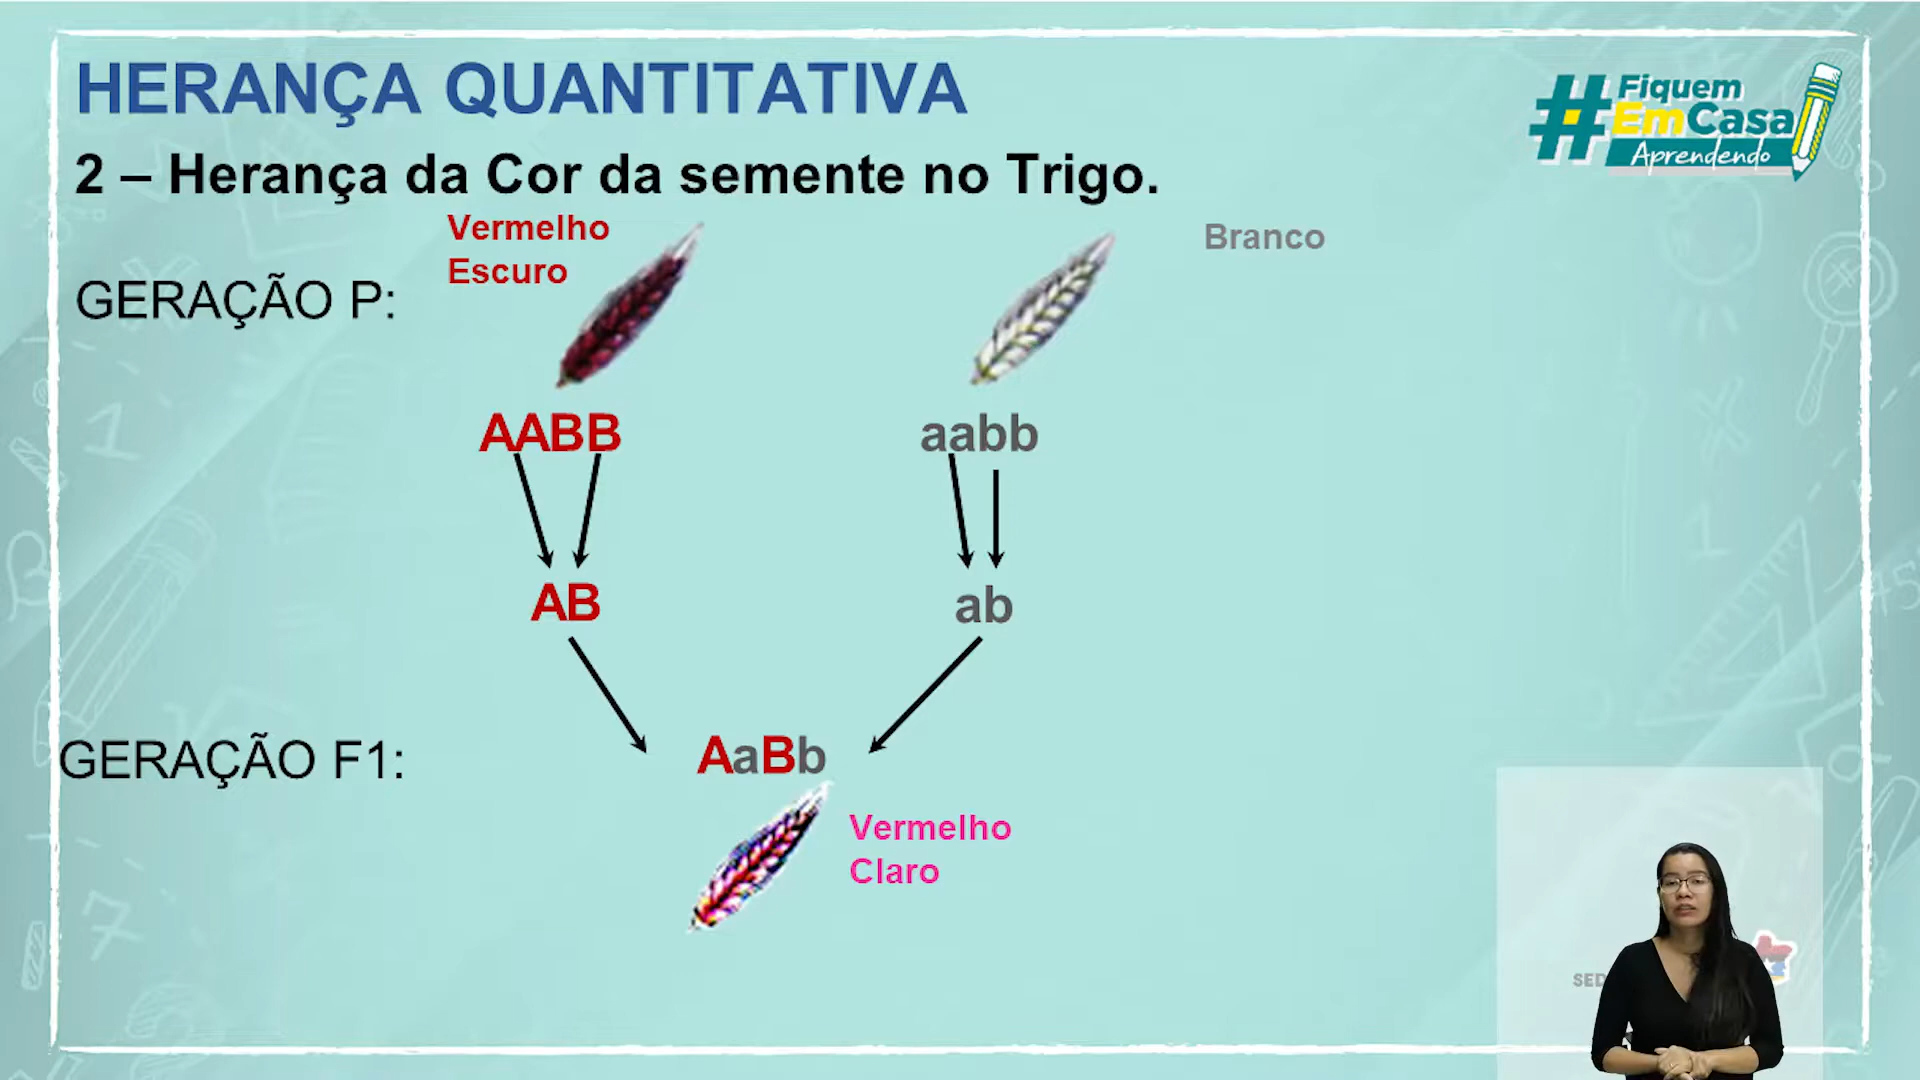 HERANÇA QUANTITATIVA
#Fiquem
EmCasa
Aprendendo
2 – Herança da Cor da semente no Trigo.
Vermelho
Escuro
Branco
GERAÇÃO P:
AABB
aabb
AB
ab
GERAÇÃO F1:
AaBb
Vermelho
Claro